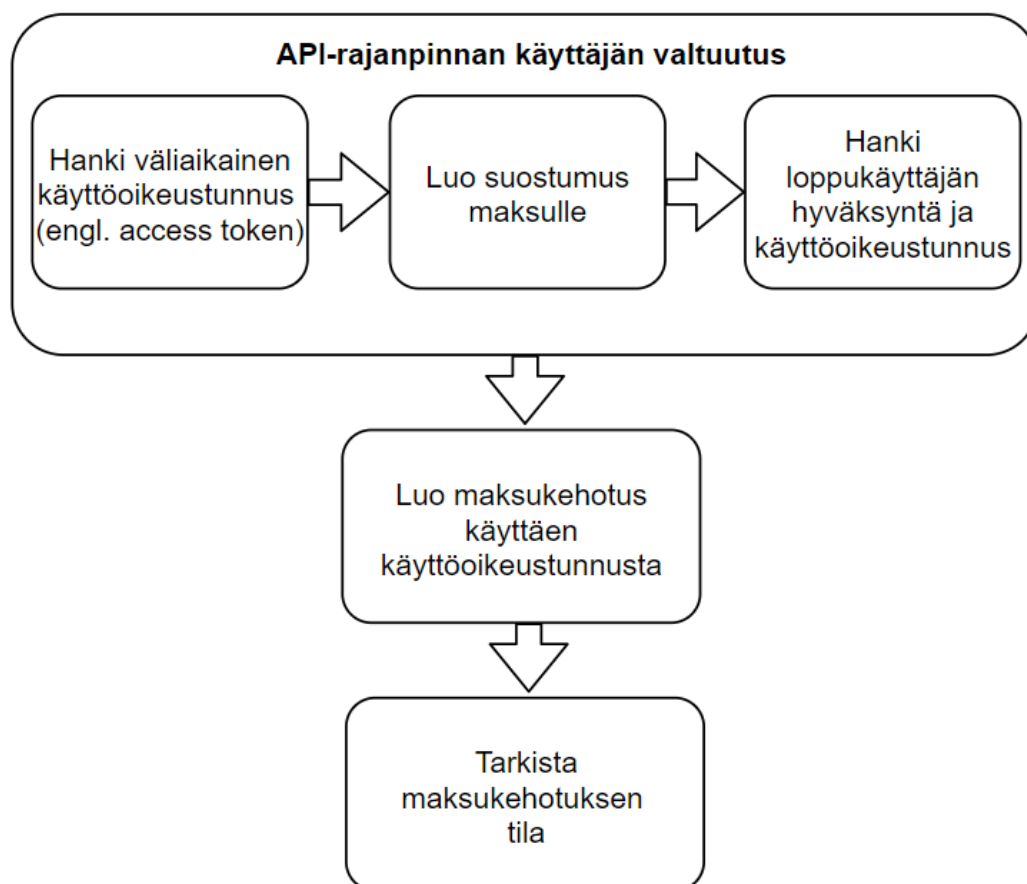 API-rajanpinnan käyttäjän valtuutus
Hanki väliaikainen
käyttöoikeustunnus
(engl. access token)
Luo suostumus
maksulle
Hanki
loppukäyttäjän
hyväksyntä ja
käyttöoikeustunnus
Luo maksukehotus
käyttäen
käyttöoikeustunnusta
Tarkista
maksukehotuksen
tila